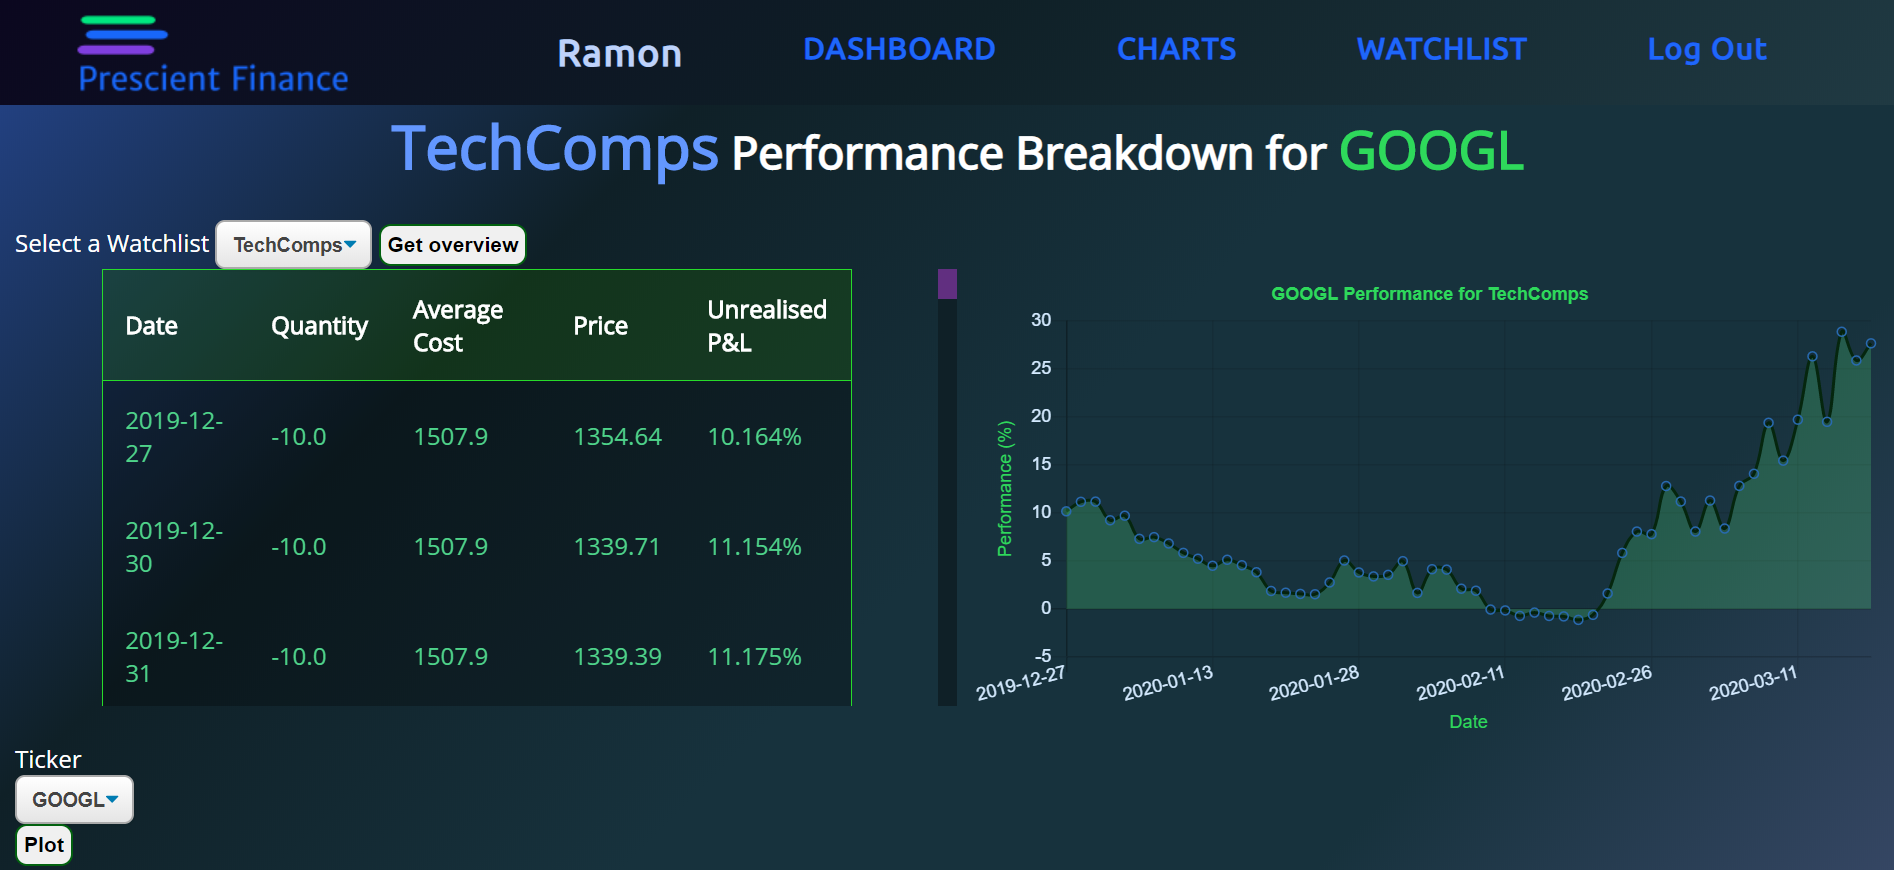 Prescient Finance
Ramon
DASHBOARD
CHARTS
WATCHLIST
Log Out
TechComps Performance Breakdown for GOOGL
Select a Watchlist
TechComps
Get overview
Date
Quantity
Average
Cost
Price
Unrealised
P&L
2019-12-
27
-10.0
1507.9
1354.64
10.164%
2019-12-
30
-10.0
1507.9
1339.71
11.154%
2019-12-
31
-10.0
1507.9
1339.39
11.175%
GOOGL Performance for TechComps
Performance (%)
30
25
20
15
10
5
0
-5
2019-12-27
2020-01-13
2020-01-28
2020-02-11
2020-02-26
2020-03-11
Date
Ticker
GOOGL
Plot